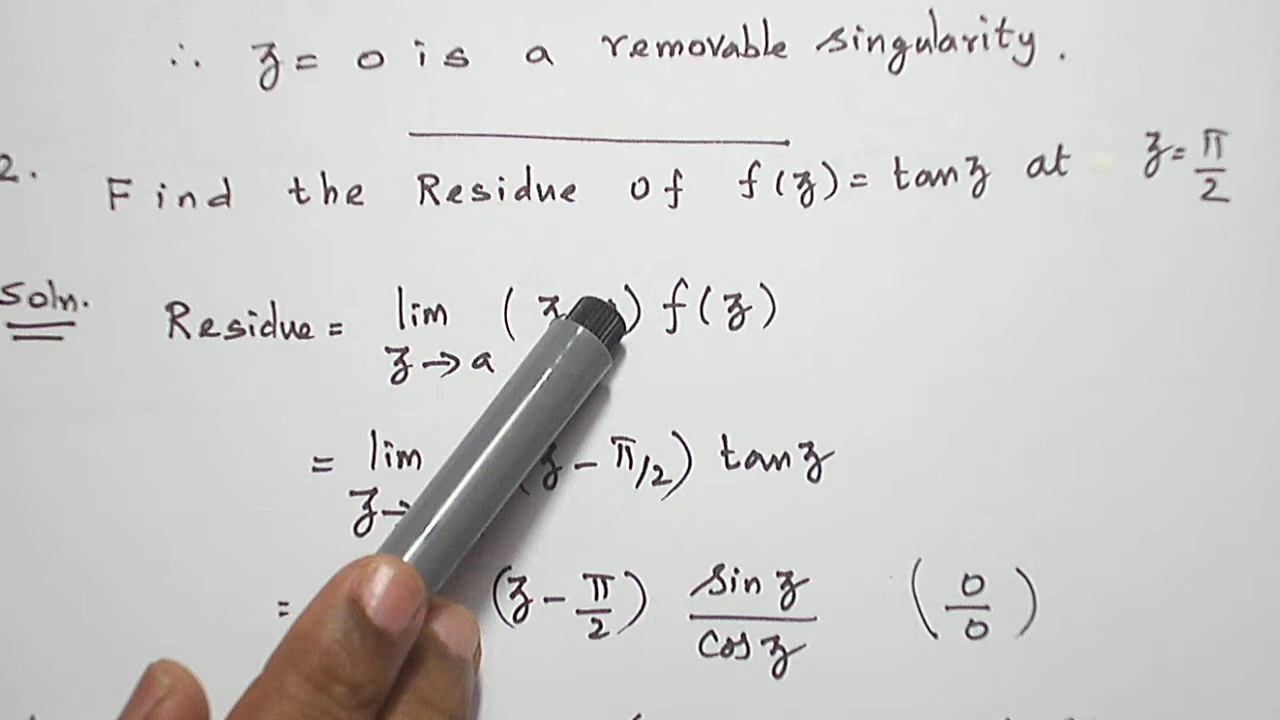 ∴ z = 0 is a removable singularity.
2. Find the Residue of f(z) = tan z at z = π/2
Soln. Residue = lim z→a (z ) f(z)
= lim z→ (z - π/2) tan z
= (z - π/2) sin z / cos z (0/0)